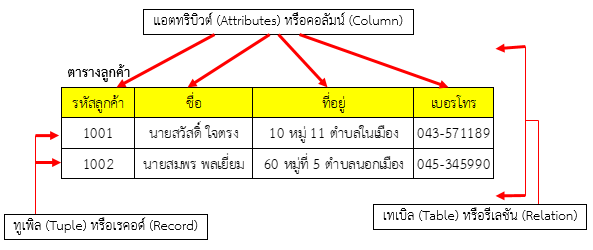 แอตทริบิวต์ (Attributes) หรือคอลัมน์ (Column)
ตารางลูกค้า
รหัสลูกค้า ชื่อ ที่อยู่ เบอร์โทร
1001 นายสวัสดิ์ ใจตรง 10 หมู่ 11 ตำบลในเมือง 043-571189
1002 นายสมพร พลเยี่ยม 60 หมู่ที่ 5 ตำบลนอกเมือง 045-345990
ทูเพิล (Tuple) หรือเรคอด์ (Record)
เทเบิล (Table) หรือรีเลชัน (Relation)